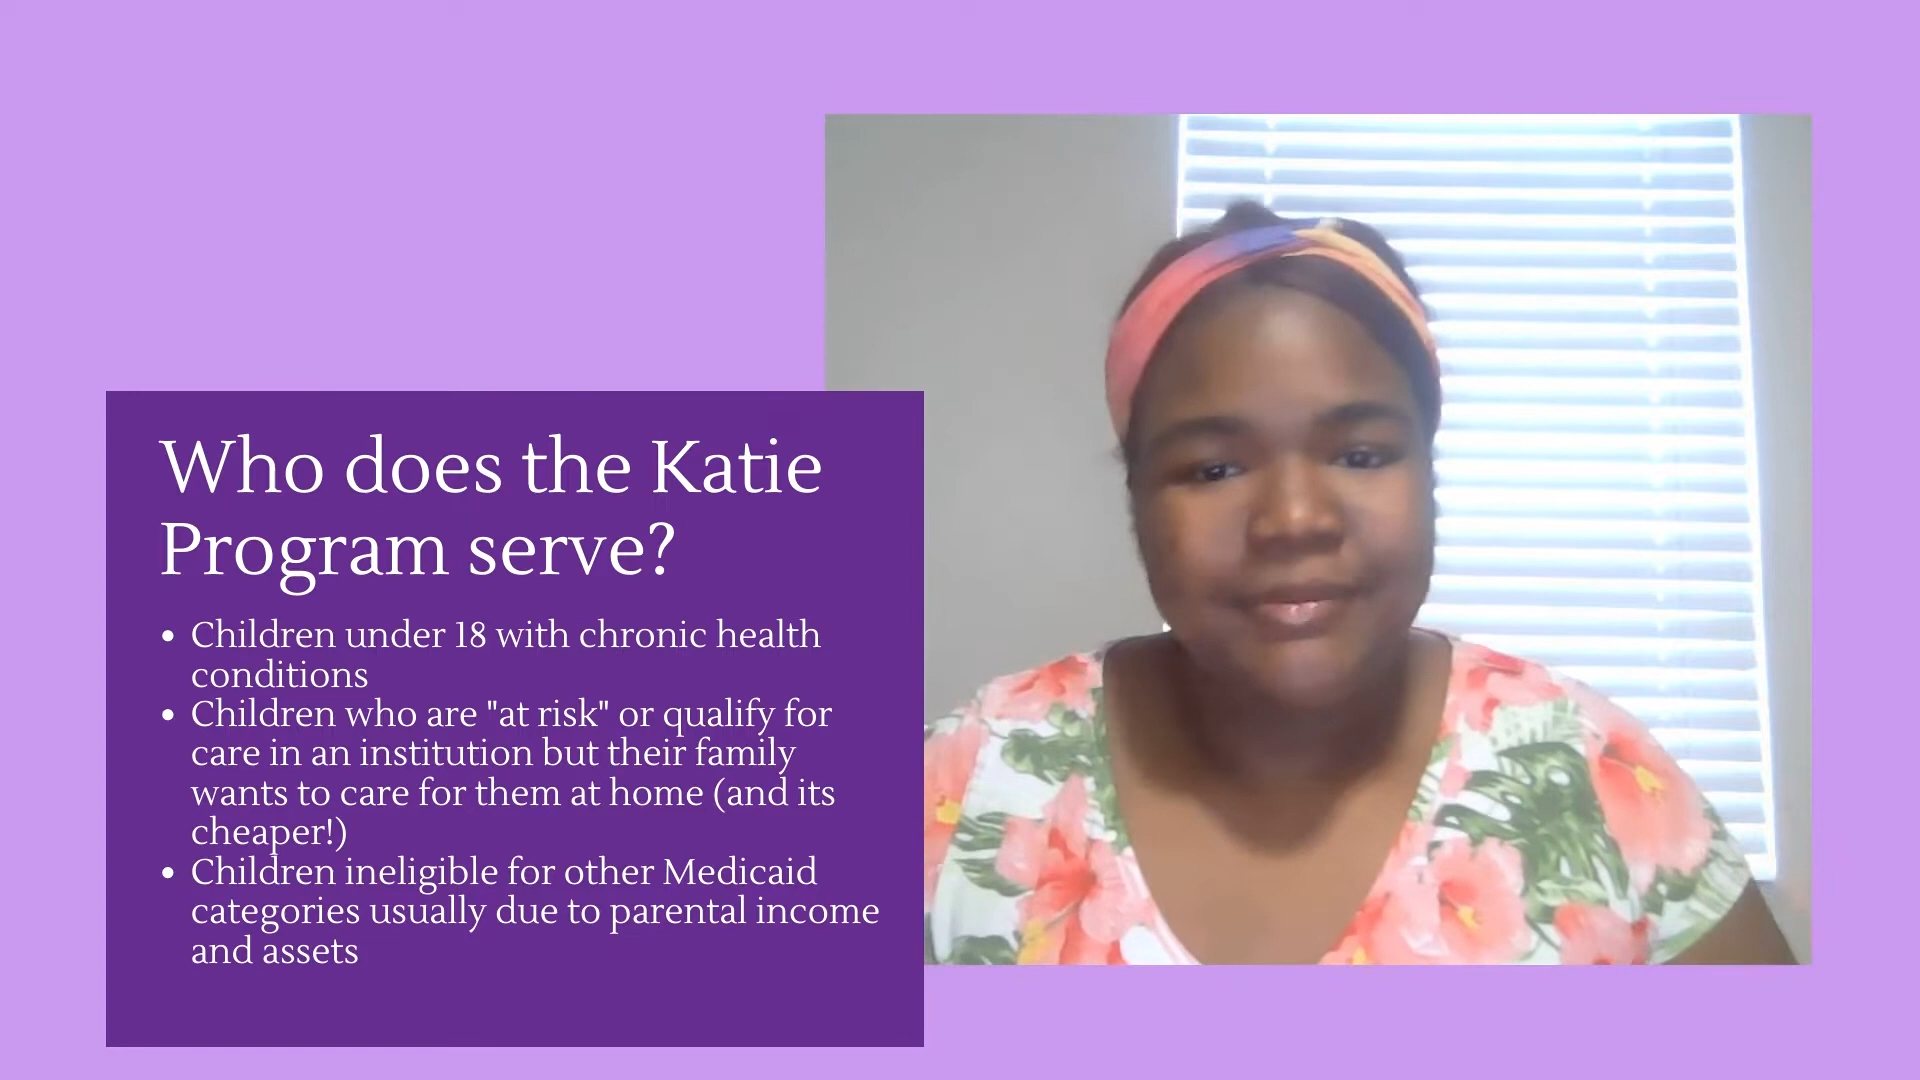 Who does the Katie
Program serve?
• Children under 18 with chronic health
conditions
• Children who are "at risk" or qualify for
care in an institution but their family
wants to care for them at home (and its
cheaper!)
• Children ineligible for other Medicaid
categories usually due to parental income
and assets